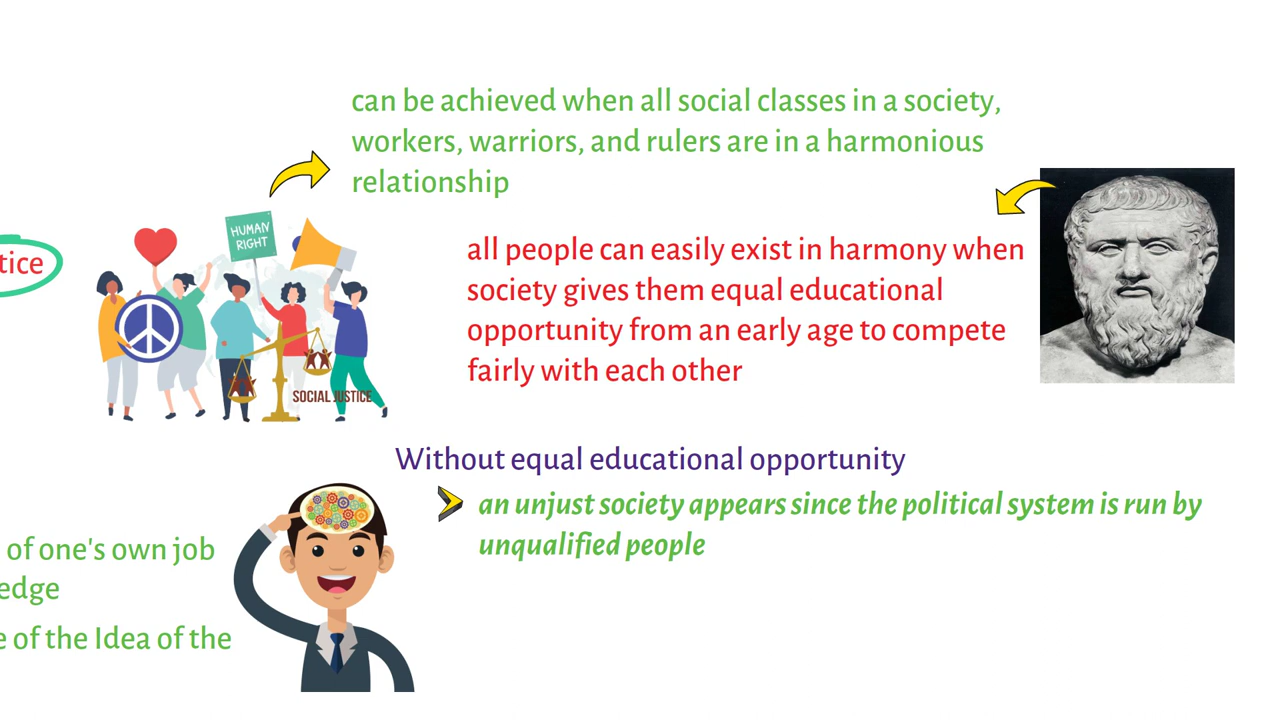 can be achieved when all social classes in a society,
workers, warriors, and rulers are in a harmonious
relationship
HUMAN
RIGHT
tice
all people can easily exist in harmony when
society gives them equal educational
opportunity from an early age to compete
fairly with each other
SOCIAL JUSTICE
Without equal educational opportunity
an unjust society appears since the political system is run by
unqualified people
of one's own job
edge
e of the Idea of the